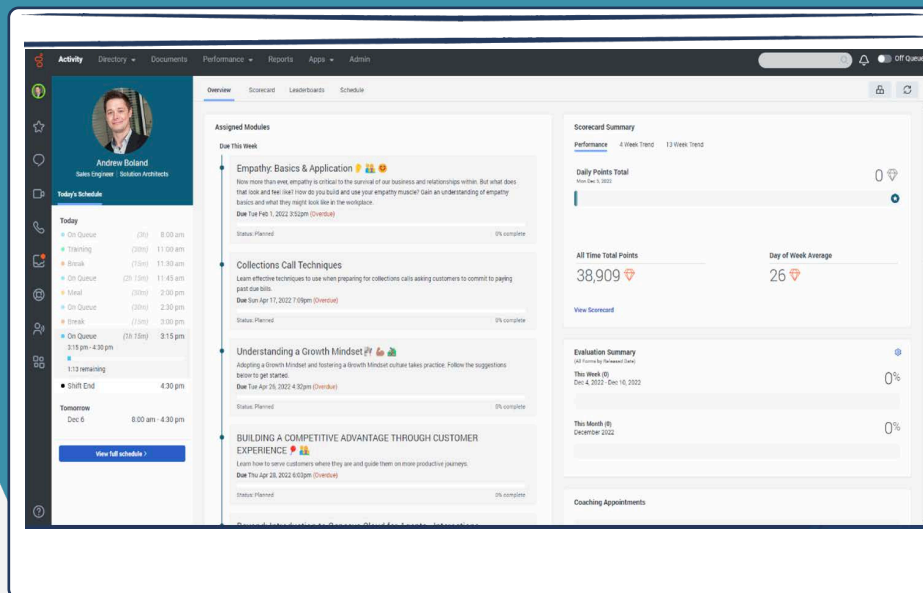 Activity Directory Documents Performance Reports Apps Admin
Off Queue
Overview Scorecard Leaderboards Schedule
Andrew Boland
Sales Engineer | Solution Architects
Today's Schedule
Today
On Queue (3h) 8:00 am
Training (30m) 11:00 am
Break (15m) 11:30 am
On Queue (2h 15m) 11:45 am
Meal (30m) 2:00 pm
On Queue (30m) 2:30 pm
Break (15m) 3:00 pm
On Queue (1h 15m) 3:15 pm
3:15 pm - 4:30 pm
1:13 remaining
Shift End 4:30 pm
Tomorrow
Dec 6 8:00 am - 4:30 pm
View full schedule >
Assigned Modules
Due This Week
Empathy: Basics & Application
Now more than ever, empathy is critical to the survival of our business and relationships within. But what does
that look and feel like? How do you build and use your empathy muscle? Gain an understanding of empathy
basics and what they might look like in the workplace.
Due Tue Feb 1, 2022 3:52pm (Overdue)
Status: Planned 0% complete
Collections Call Techniques
Learn effective techniques to use when preparing for collections calls asking customers to commit to paying
past due bills.
Due Sun Apr 17, 2022 7:09pm (Overdue)
Status: Planned 0% complete
Understanding a Growth Mindset
Adopting a Growth Mindset and fostering a Growth Mindset culture takes practice. Follow the suggestions
below to get started.
Due Tue Apr 26, 2022 4:32pm (Overdue)
Status: Planned 0% complete
BUILDING A COMPETITIVE ADVANTAGE THROUGH CUSTOMER
EXPERIENCE
Learn how to serve customers where they are and guide them on more productive journeys.
Due Thu Apr 28, 2022 6:03pm (Overdue)
Status: Planned 0% complete
Scorecard Summary
Performance 4 Week Trend 13 Week Trend
Daily Points Total
Mon Dec 5, 2022
0
All Time Total Points Day of Week Average
38,909 26
View Scorecard
Evaluation Summary
(All Forms by Released Date)
This Week (0)
Dec 4, 2022 - Dec 10, 2022
0%
This Month (0)
December 2022
0%
Coaching Appointments